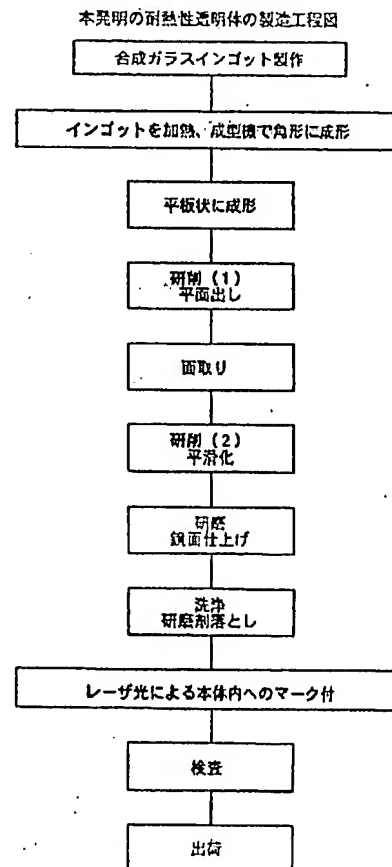 本発明の耐熱性透明体の製造工程図
合成ガラスインゴット製作
インゴットを加熱、成型機で角形に成形
平板状に成形
研削（1）
平面出し
面取り
研削（2）
平滑化
研磨
鏡面仕上げ
洗浄
研磨剤落とし
レーザ光による本体内へのマーク付
検査
出荷